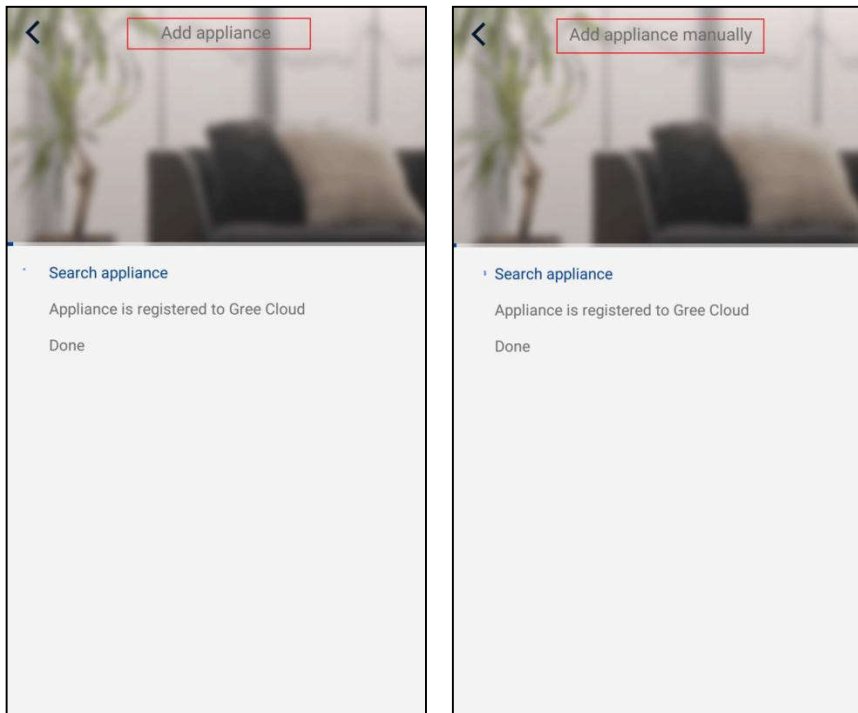 Add appliance
Search appliance
Appliance is registered to Gree Cloud
Done
Add appliance manually
Search appliance
Appliance is registered to Gree Cloud
Done